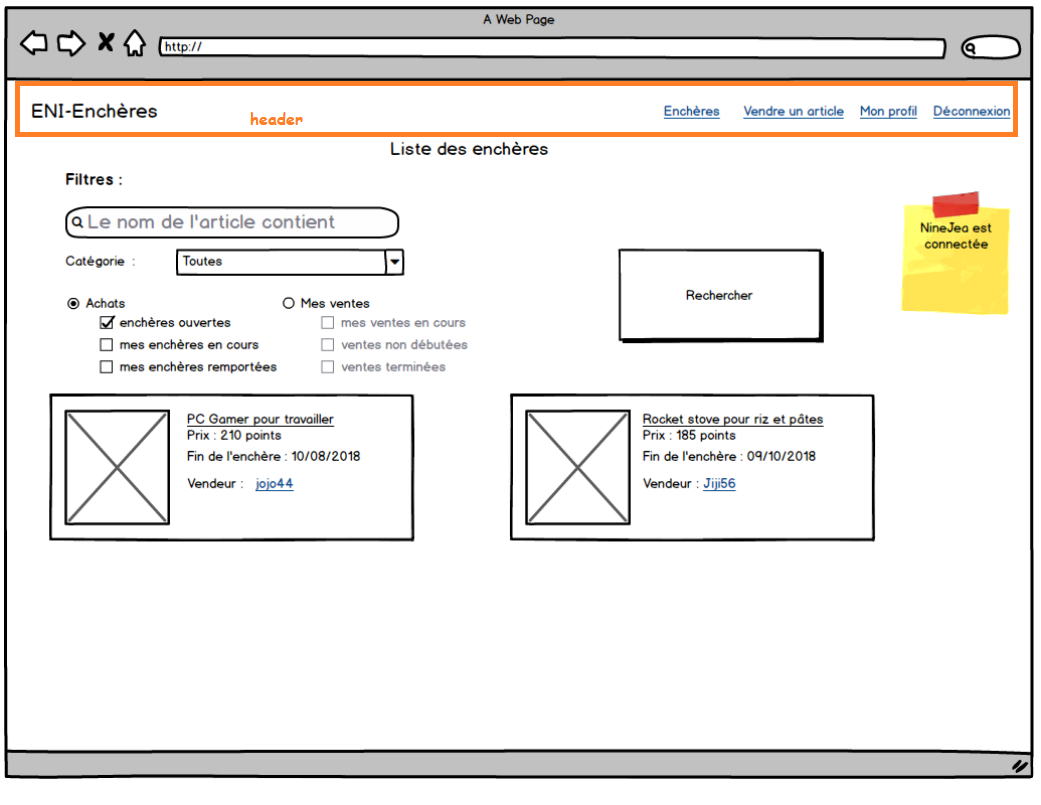 A Web Page
http://
ENI-Enchères
header
Enchères Vendre un article Mon profil Déconnexion
Liste des enchères
Filtres :
Le nom de l'article contient
NineJea est
connectée
Catégorie : Toutes
Rechercher
Achats Mes ventes
enchères ouvertes mes ventes en cours
mes enchères en cours ventes non débutées
mes enchères remportées ventes terminées
PC Gamer pour travailler
Prix : 210 points
Fin de l'enchère : 10/08/2018
Vendeur : jojo44
Rocket stove pour riz et pâtes
Prix : 185 points
Fin de l'enchère : 09/10/2018
Vendeur : Jiji56